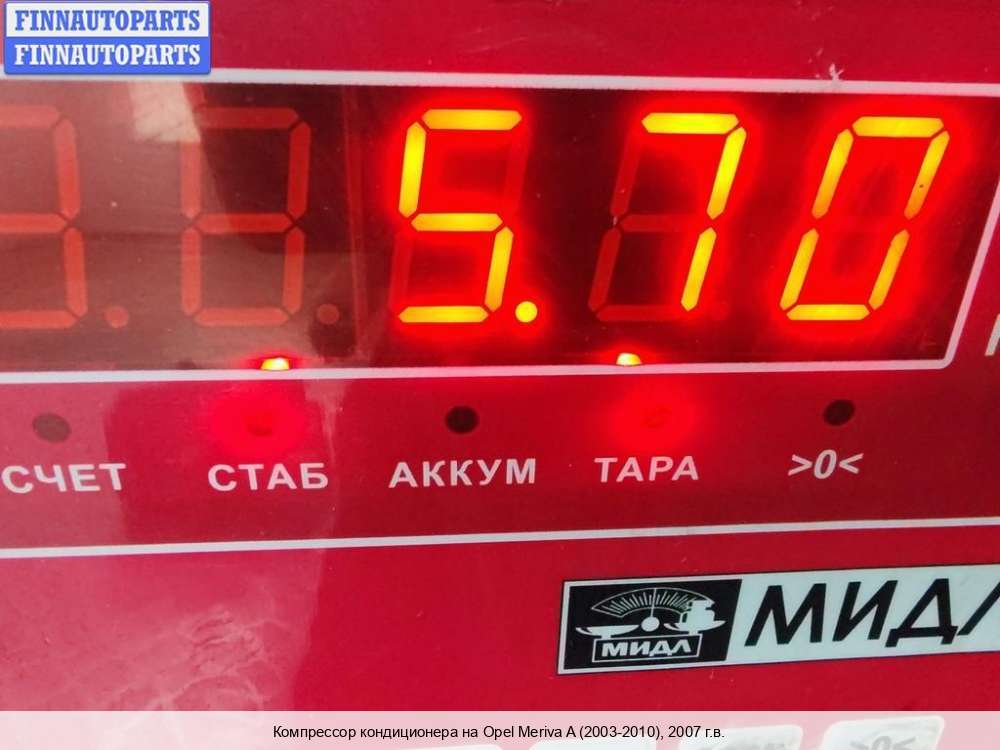 FINNAUTOPARTS
FINNAUTOPARTS
5.70
СЧЕТ СТАБ АККУМ ТАРА >0<
МИДЛ МИДЛ
Компрессор кондиционера на Opel Meriva A (2003-2010), 2007 г.в.